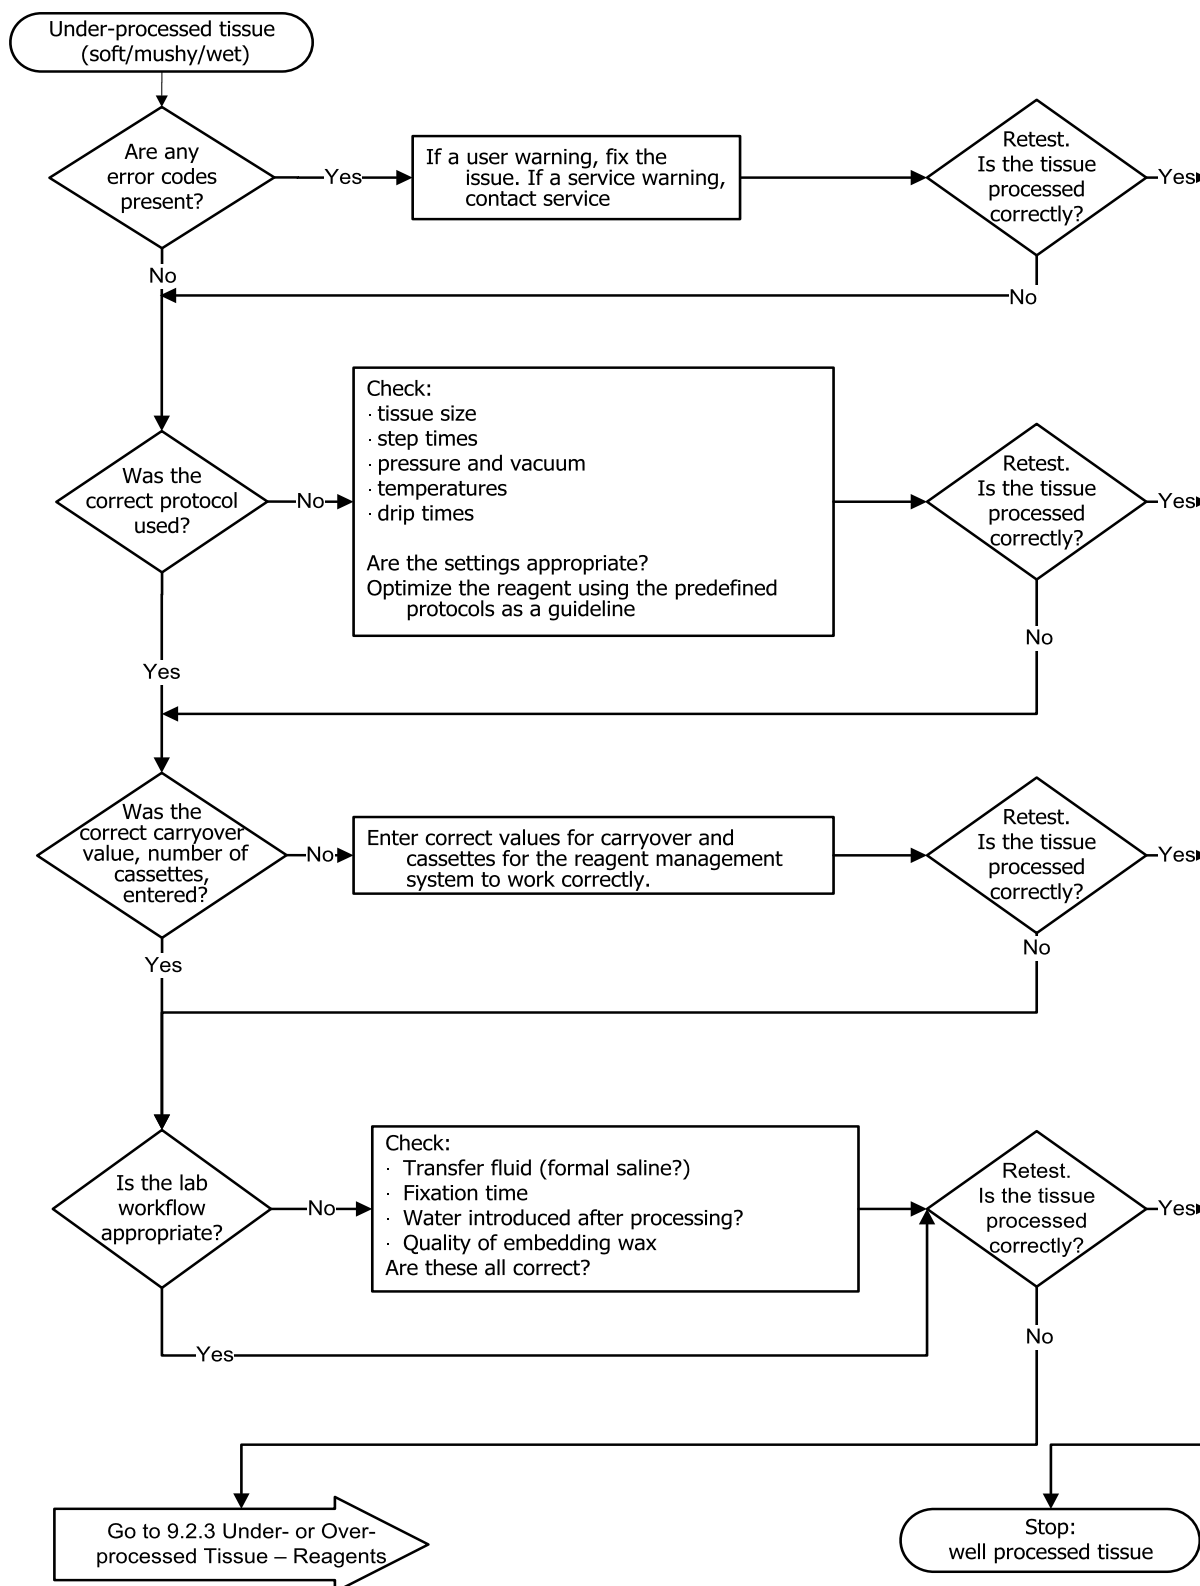 Under-processed tissue
(soft/mushy/wet)
Are any
error codes
present?
Yes
If a user warning, fix the
issue. If a service warning,
contact service
Retest.
Is the tissue
processed
correctly?
Yes
No
No
Was the
correct protocol
used?
No
Check:
· tissue size
· step times
· pressure and vacuum
· temperatures
· drip times
Are the settings appropriate?
Optimize the reagent using the predefined
protocols as a guideline
Retest.
Is the tissue
processed
correctly?
Yes
No
Yes
Was the
correct carryover
value, number of
cassettes,
entered?
No
Enter correct values for carryover and
cassettes for the reagent management
system to work correctly.
Retest.
Is the tissue
processed
correctly?
Yes
No
Yes
Is the lab
workflow
appropriate?
No
Check:
· Transfer fluid (formal saline?)
· Fixation time
· Water introduced after processing?
· Quality of embedding wax
Are these all correct?
Retest.
Is the tissue
processed
correctly?
Yes
No
Yes
Go to 9.2.3 Under- or Over-
processed Tissue – Reagents
Stop:
well processed tissue